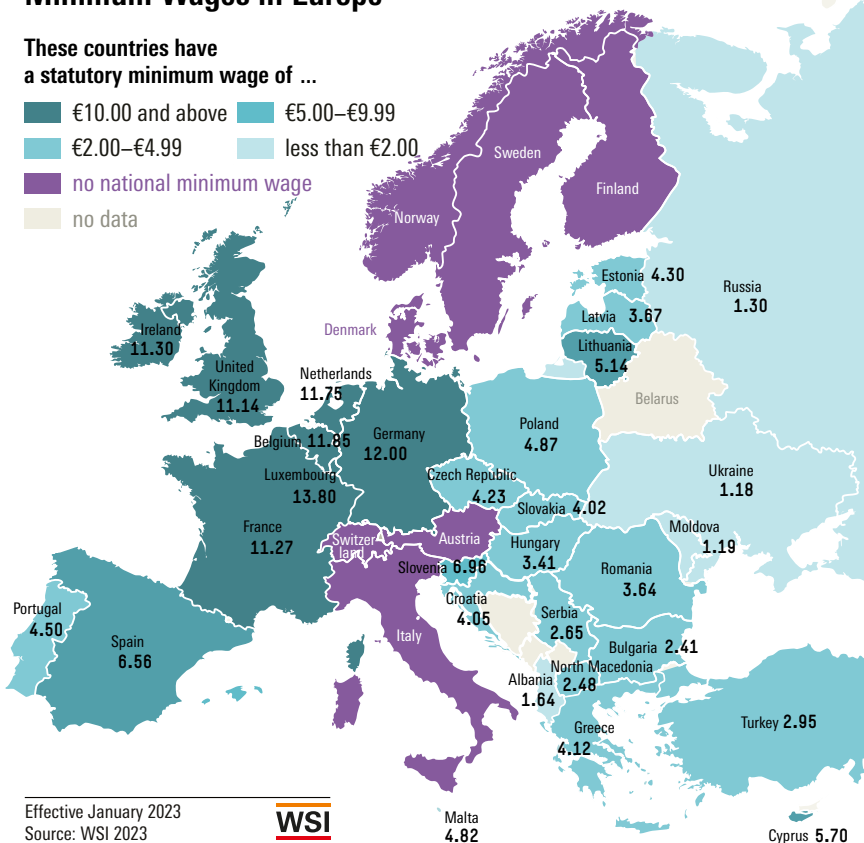 Minimum Wages in Europe
These countries have
a statutory minimum wage of ...
€10.00 and above
€5.00–€9.99
€2.00–€4.99
less than €2.00
no national minimum wage
no data
Sweden
Finland
Norway
Estonia 4.30
Russia
1.30
Latvia 3.67
Denmark
Ireland
11.30
Lithuania
5.14
United
Kingdom
11.14
Netherlands
11.75
Belarus
Belgium 11.85
Germany
12.00
Poland
4.87
Luxembourg
13.80
Czech Republic
4.23
Ukraine
1.18
Slovakia 4.02
France
11.27
Switzer-
land
Austria
Hungary
3.41
Moldova
1.19
Slovenia 6.96
Romania
3.64
Croatia
4.05
Portugal
4.50
Serbia
2.65
Spain
6.56
Italy
Bulgaria 2.41
North Macedonia
2.48
Albania
1.64
Greece
4.12
Turkey 2.95
Effective January 2023
Source: WSI 2023
WSI
Malta
4.82
Cyprus 5.70